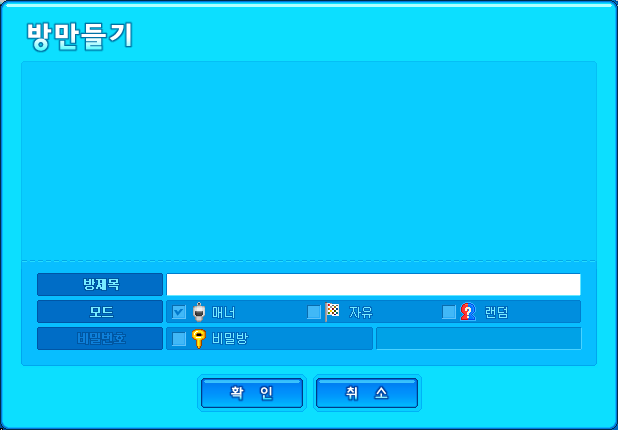 방만들기
방제목
모드 매너 자유 랜덤
비밀번호 비밀방
확 인 취 소